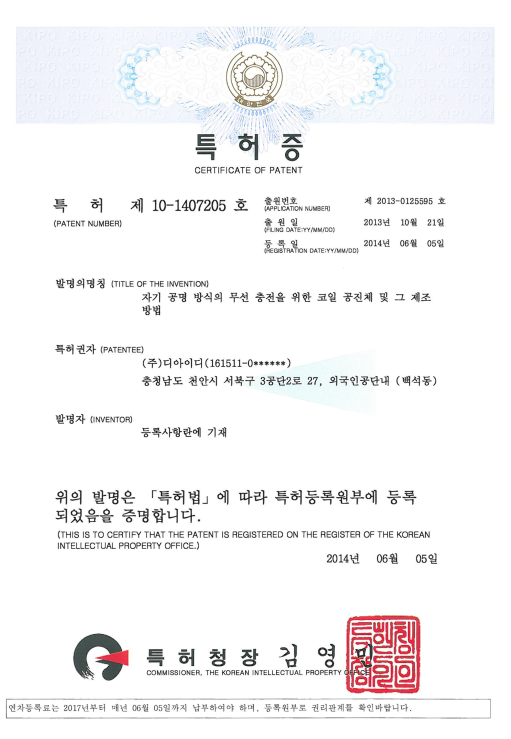 특 허 증
CERTIFICATE OF PATENT
특 허 제 10-1407205 호
(PATENT NUMBER)
출원번호 제 2013-0125595 호
(APPLICATION NUMBER)
출 원 일 2013년 10월 21일
(FILING DATE:YY/MM/DD)
등 록 일 2014년 06월 05일
(REGISTRATION DATE:YY/MM/DD)
발명의명칭 (TITLE OF THE INVENTION)
자기 공명 방식의 무선 충전을 위한 코일 공진체 및 그 제조
방법
특허권자 (PATENTEE)
(주)디아이디(161511-0******)
충청남도 천안시 서북구 3공단2로 27, 외국인공단내 (백석동)
발명자 (INVENTOR)
등록사항란에 기재
위의 발명은 「특허법」에 따라 특허등록원부에 등록
되었음을 증명합니다.
(THIS IS TO CERTIFY THAT THE PATENT IS REGISTERED ON THE REGISTER OF THE KOREAN
INTELLECTUAL PROPERTY OFFICE.)
2014년 06월 05일
특 허 청 장 김 영 민
COMMISSIONER, THE KOREAN INTELLECTUAL PROPERTY OFFICE
연차등록료는 2017년부터 매년 06월 05일까지 납부하여야 하며, 등록원부로 권리관계를 확인바랍니다.